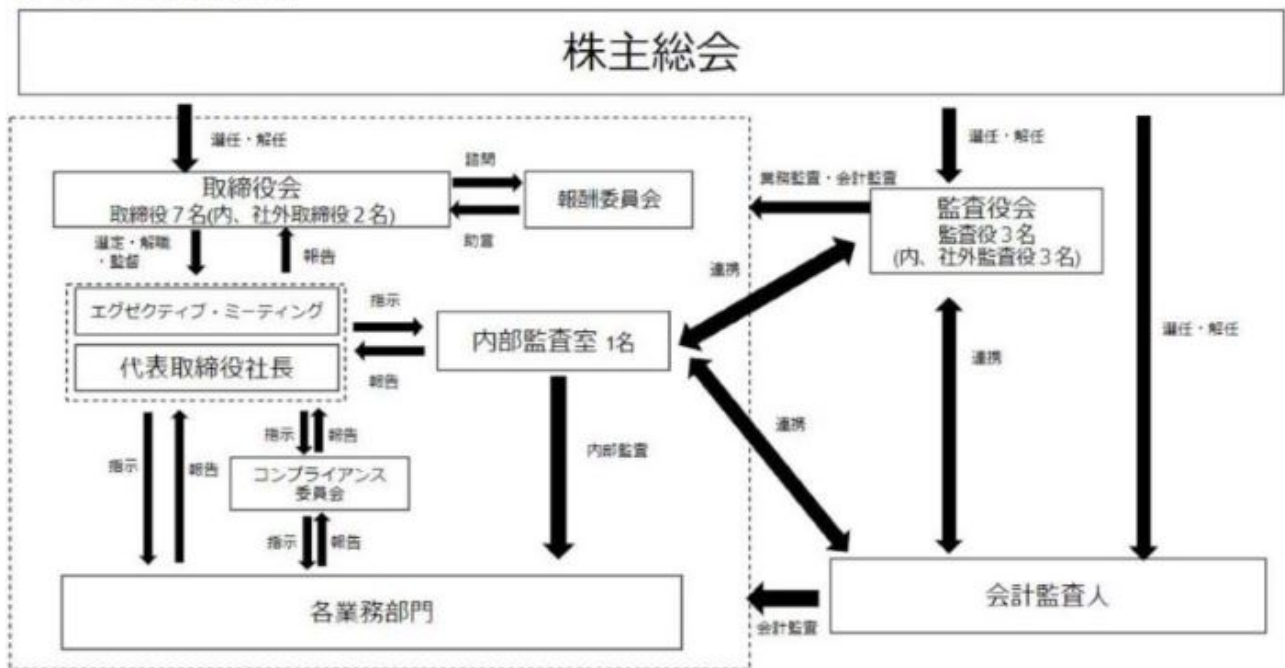 株主総会
選任・解任
選任・解任
諮問
業務監査・会計監査
取締役会
取締役7名(内、社外取締役2名)
報酬委員会
監査役会
監査役3名
(内、社外監査役3名)
助言
選定・解職
・監督
報告
連携
エグゼクティブ・ミーティング
指示
内部監査室 1名
選任・解任
代表取締役社長
報告
連携
指示
報告
連携
内部監査
指示
報告
コンプライアンス
委員会
指示
報告
各業務部門
会計監査人
会計監査